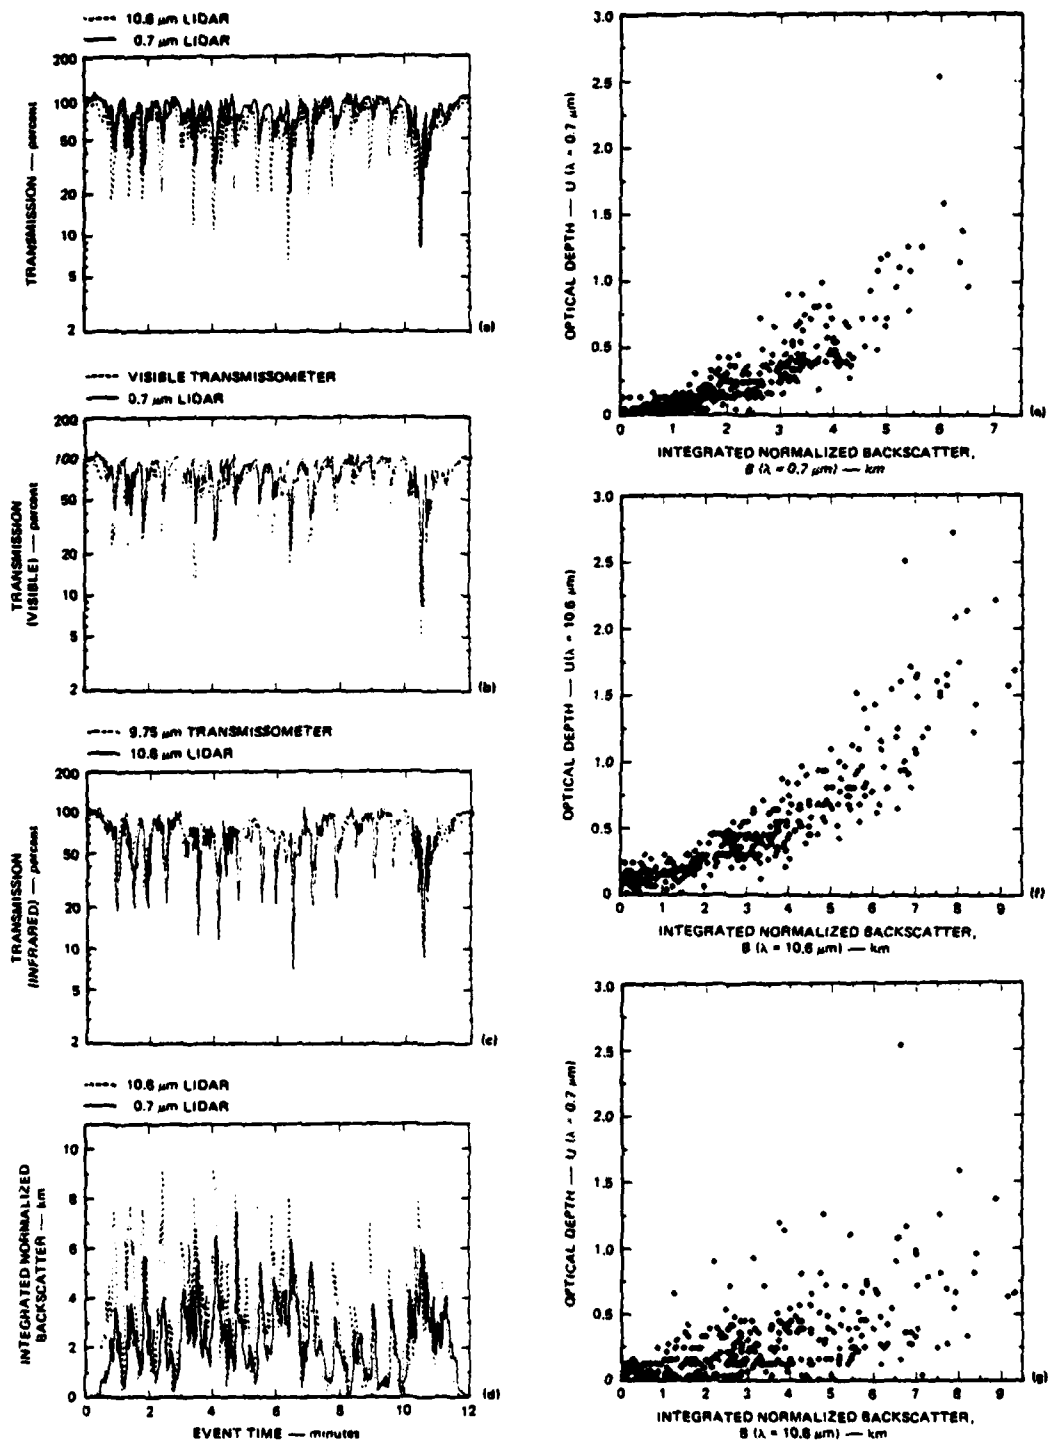 10.6 μm LIDAR
0.7 μm LIDAR
200
100
50
20
10
5
2
TRANSMISSION — percent
(a)
VISIBLE TRANSMISSOMETER
0.7 μm LIDAR
200
100
50
20
10
5
2
TRANSMISSION
(VISIBLE) — percent
(b)
9.75 μm TRANSMISSOMETER
10.6 μm LIDAR
200
100
50
20
10
5
2
TRANSMISSION
(INFRARED) — percent
(c)
10.6 μm LIDAR
0.7 μm LIDAR
10
8
6
4
2
0
INTEGRATED NORMALIZED
BACKSCATTER — km
(d)
0 2 4 6 8 10 12
EVENT TIME — minutes
3.0
2.5
2.0
1.5
1.0
0.5
0
OPTICAL DEPTH — U (λ = 0.7 μm)
(e)
0 1 2 3 4 5 6 7
INTEGRATED NORMALIZED BACKSCATTER,
B (λ = 0.7 μm) — km
3.0
2.5
2.0
1.5
1.0
0.5
0
OPTICAL DEPTH — U(λ = 10.6 μm)
(f)
0 1 2 3 4 5 6 7 8 9
INTEGRATED NORMALIZED BACKSCATTER,
B (λ = 10.6 μm) — km
3.0
2.5
2.0
1.5
1.0
0.5
0
OPTICAL DEPTH — U (λ = 0.7 μm)
(g)
0 1 2 3 4 5 6 7 8 9
INTEGRATED NORMALIZED BACKSCATTER,
B (λ = 10.6 μm) — km